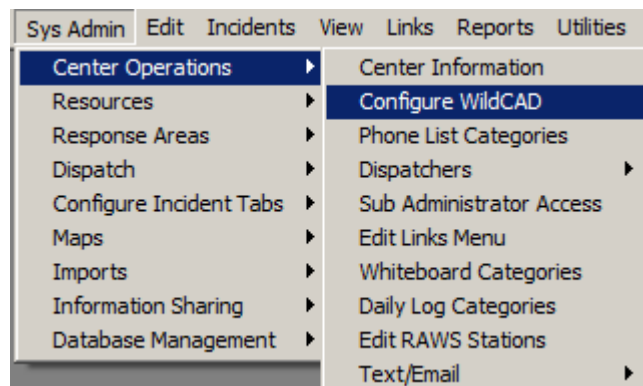 Sys Admin Edit Incidents View Links Reports Utilities
Center Operations
Resources
Response Areas
Dispatch
Configure Incident Tabs
Maps
Imports
Information Sharing
Database Management
Center Information
Configure WildCAD
Phone List Categories
Dispatchers
Sub Administrator Access
Edit Links Menu
Whiteboard Categories
Daily Log Categories
Edit RAWS Stations
Text/Email